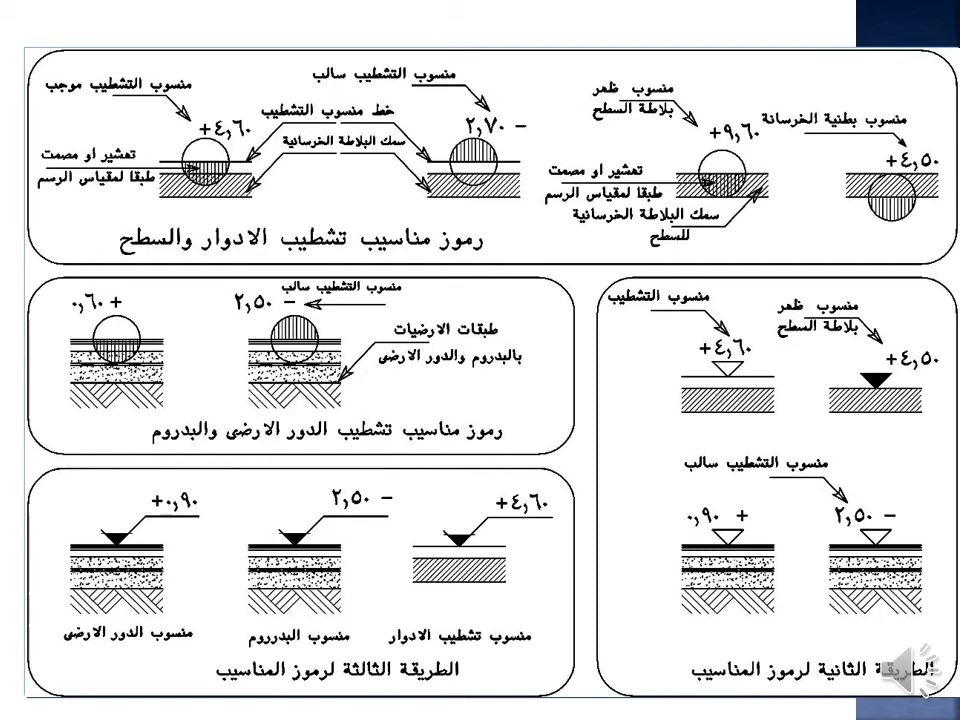 منسوب التشطيب موجب
+٤,٦٠
منسوب التشطيب سالب
٢,٧٠ −
خط منسوب التشطيب
سمك البلاطة الخرسانية
تعشير او مصمت
طبقا لمقياس الرسم
منسوب ظهر
بلاطة السطح
+٩,٦٠
منسوب بطنية الخرسانة
+٤,٥٠
تعشير او مصمت
طبقا لمقياس الرسم
سمك البلاطة الخرسانية
للسطح
رموز مناسيب تشطيب الادوار والسطح
٠,٦٠ +
٢,٥٠ −
منسوب التشطيب سالب
طبقات الارضيات
بالبدروم والدور الارضى
رموز مناسيب تشطيب الدور الارضى والبدروم
منسوب التشطيب
+٤,٦٠
منسوب ظهر
بلاطة السطح
+٤,٥٠
منسوب التشطيب سالب
٠,٩٠ +
٢,٥٠ −
الطريقة الثانية لرموز المناسيب
+٠,٩٠
٢,٥٠ −
+٤,٦٠
منسوب الدور الارضى
منسوب البدرروم
منسوب تشطيب الادوار
الطريقة الثالثة لرموز المناسيب